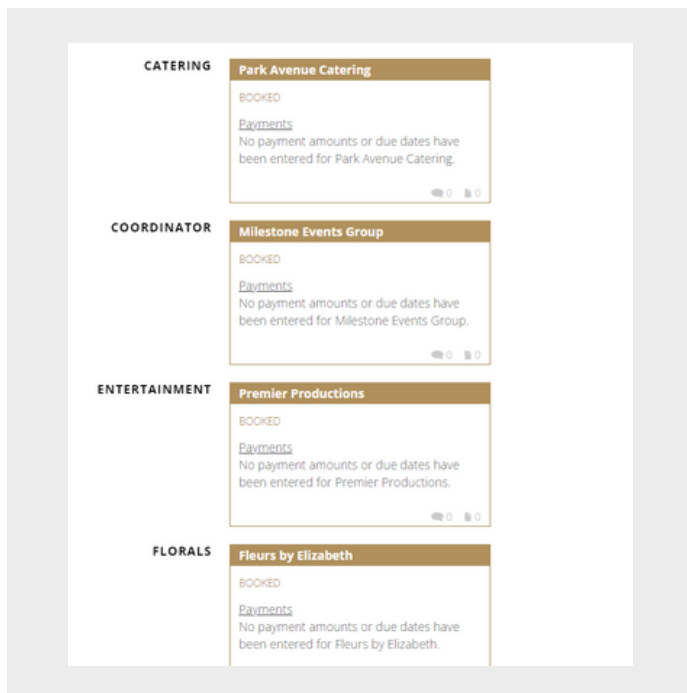 CATERING
Park Avenue Catering
BOOKED
Payments
No payment amounts or due dates have
been entered for Park Avenue Catering.
0 0
COORDINATOR
Milestone Events Group
BOOKED
Payments
No payment amounts or due dates have
been entered for Milestone Events Group.
0 0
ENTERTAINMENT
Premier Productions
BOOKED
Payments
No payment amounts or due dates have
been entered for Premier Productions.
0 0
FLORALS
Fleurs by Elizabeth
BOOKED
Payments
No payment amounts or due dates have
been entered for Fleurs by Elizabeth.